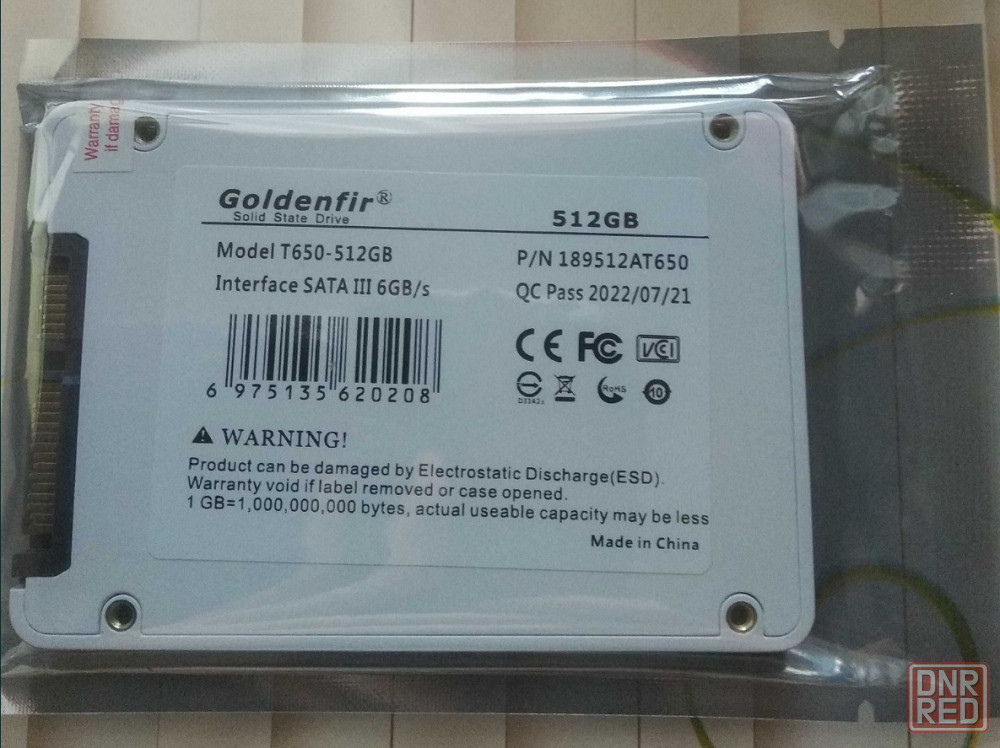 Warranty
if damag
Goldenfir®
Solid State Drive
512GB
Model T650-512GB
P/N 189512AT650
Interface SATA III 6GB/s
QC Pass 2022/07/21
CE FC VCI
D33A2z
RoHS
10
6 975135 620208
WARNING!
Product can be damaged by Electrostatic Discharge(ESD).
Warranty void if label removed or case opened.
1 GB=1,000,000,000 bytes, actual useable capacity may be less
Made in China
DNR
RED